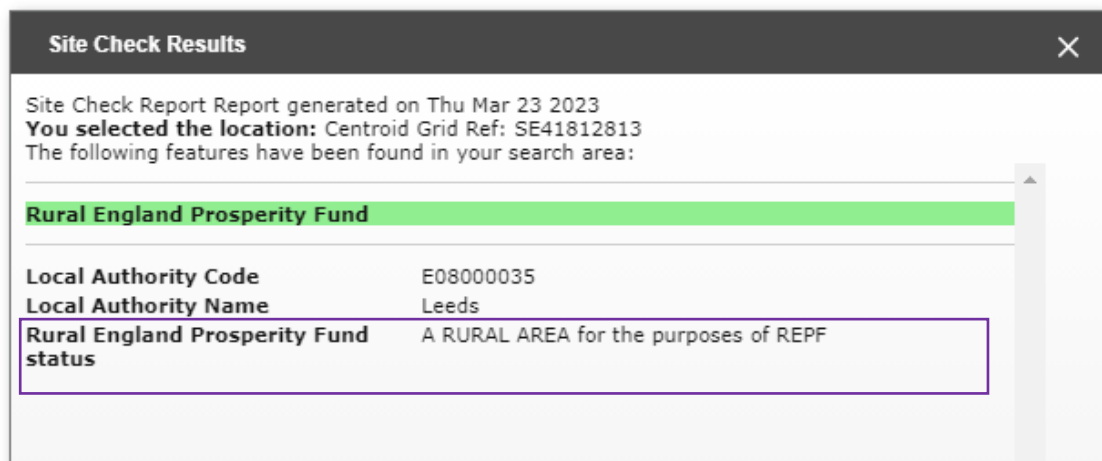 Site Check Results
Site Check Report Report generated on Thu Mar 23 2023
You selected the location: Centroid Grid Ref: SE41812813
The following features have been found in your search area:
Rural England Prosperity Fund
Local Authority Code E08000035
Local Authority Name Leeds
Rural England Prosperity Fund A RURAL AREA for the purposes of REPF
status